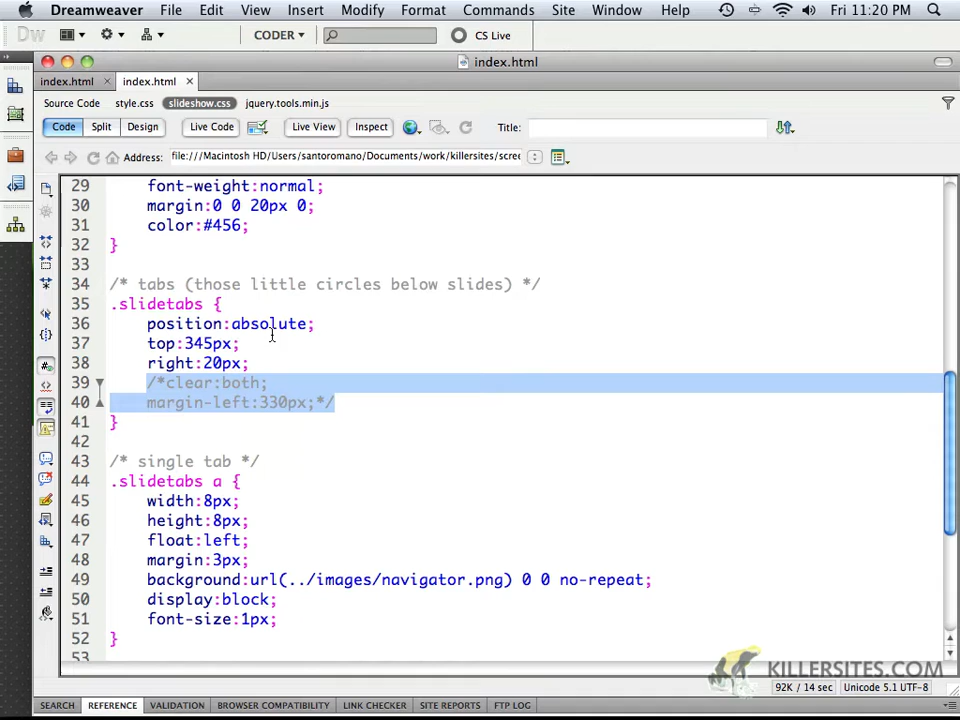 Dreamweaver File Edit View Insert Modify Format Commands Site Window Help Fri 11:20 PM
Dw CODER CS Live
index.html
index.html index.html
Source Code style.css slideshow.css jquery.tools.min.js
Code Split Design Live Code Live View Inspect Title:
Address: file:///Macintosh HD/Users/santoromano/Documents/work/killersites/scree
29 font-weight:normal;
30 margin:0 0 20px 0;
31 color:#456;
32 }
33
34 /* tabs (those little circles below slides) */
35 .slidetabs {
36 position:absolute;
37 top:345px;
38 right:20px;
39 /*clear:both;
40 margin-left:330px;*/
41 }
42
43 /* single tab */
44 .slidetabs a {
45 width:8px;
46 height:8px;
47 float:left;
48 margin:3px;
49 background:url(../images/navigator.png) 0 0 no-repeat;
50 display:block;
51 font-size:1px;
52 }
53
KILLERSITES.COM
92K / 14 sec Unicode 5.1 UTF-8
SEARCH REFERENCE VALIDATION BROWSER COMPATIBILITY LINK CHECKER SITE REPORTS FTP LOG